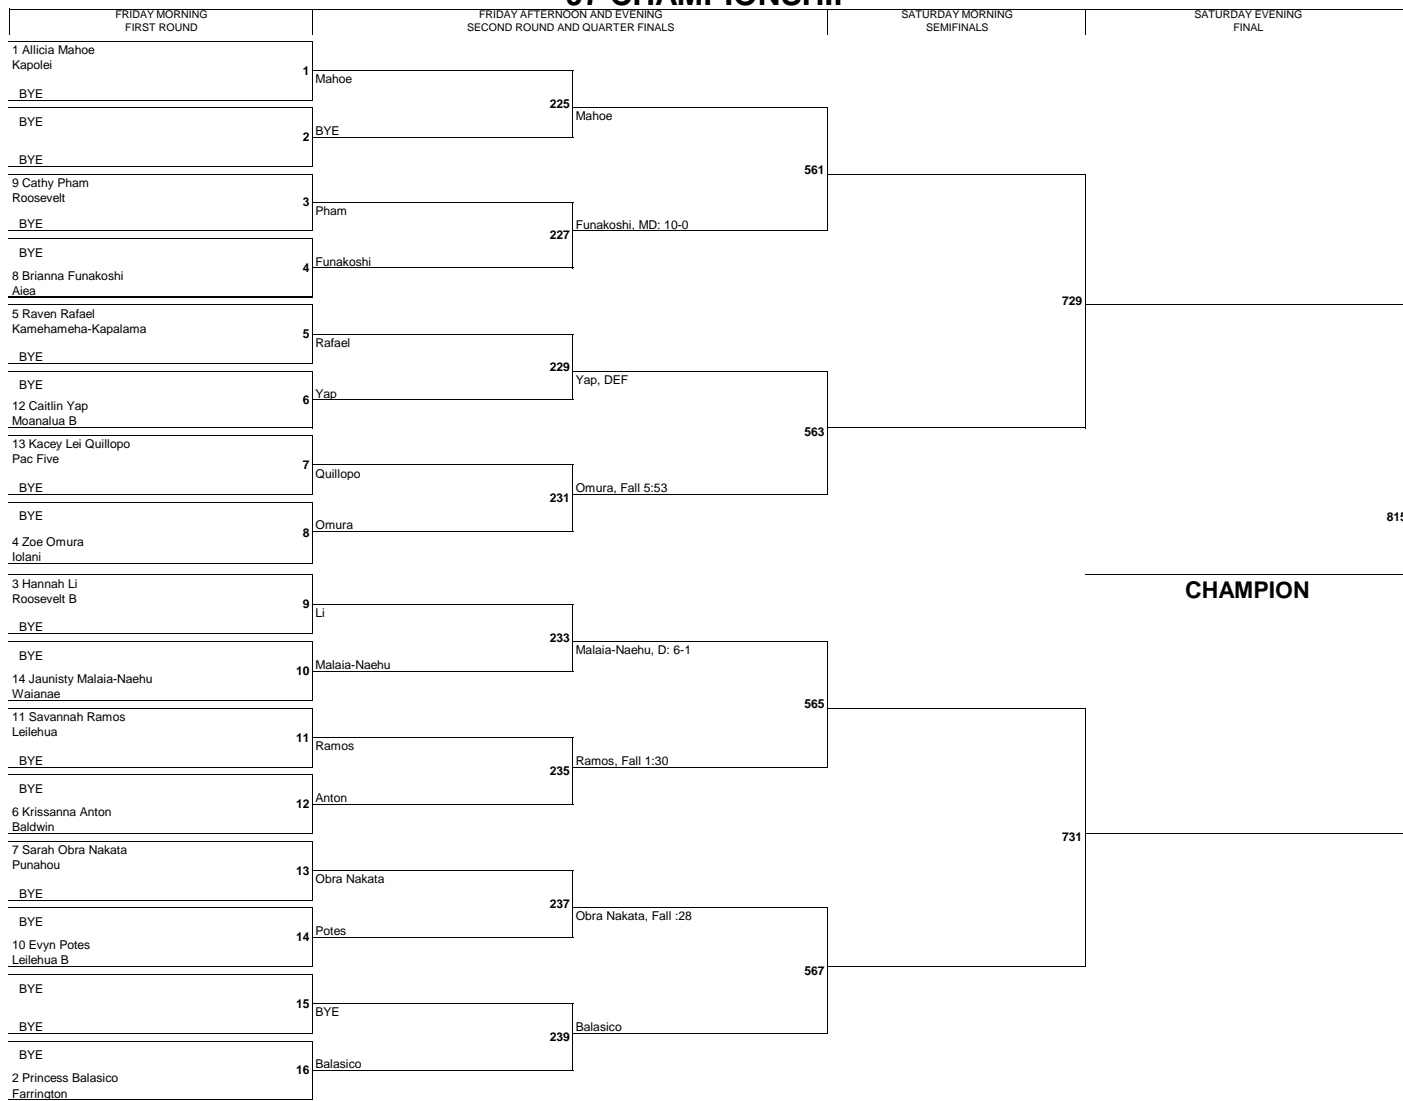 97 CHAMPIONSHIP
FRIDAY MORNING
FIRST ROUND
FRIDAY AFTERNOON AND EVENING
SECOND ROUND AND QUARTER FINALS
SATURDAY MORNING
SEMIFINALS
SATURDAY EVENING
FINAL
1 Allicia Mahoe
Kapolei
BYE
1
BYE
BYE
2
9 Cathy Pham
Roosevelt
BYE
3
BYE
8 Brianna Funakoshi
Aiea
4
5 Raven Rafael
Kamehameha-Kapalama
BYE
5
BYE
12 Caitlin Yap
Moanalua B
6
13 Kacey Lei Quillopo
Pac Five
BYE
7
BYE
4 Zoe Omura
Iolani
8
3 Hannah Li
Roosevelt B
BYE
9
BYE
14 Jaunisty Malaia-Naehu
Waianae
10
11 Savannah Ramos
Leilehua
BYE
11
BYE
6 Krissanna Anton
Baldwin
12
7 Sarah Obra Nakata
Punahou
BYE
13
BYE
10 Evyn Potes
Leilehua B
14
BYE
BYE
15
BYE
2 Princess Balasico
Farrington
16
Mahoe
225
BYE
Pham
227
Funakoshi
Rafael
229
Yap
Quillopo
231
Omura
Li
233
Malaia-Naehu
Ramos
235
Anton
Obra Nakata
237
Potes
BYE
239
Balasico
Mahoe
561
Funakoshi, MD: 10-0
Yap, DEF
563
Omura, Fall 5:53
Malaia-Naehu, D: 6-1
565
Ramos, Fall 1:30
Obra Nakata, Fall :28
567
Balasico
729
731
815
CHAMPION